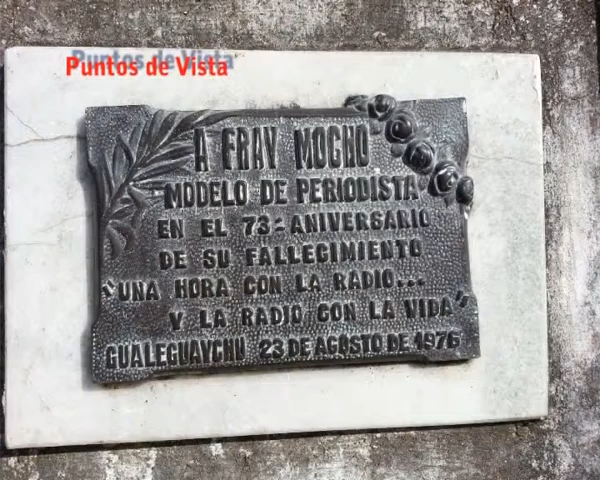 Puntos de Vista
A FRAY MOCHO
MODELO DE PERIODISTA
EN EL 73º ANIVERSARIO
DE SU FALLECIMIENTO
"UNA HORA CON LA RADIO...
Y LA RADIO CON LA VIDA"
GUALEGUAYCHU 23 DE AGOSTO DE 1976